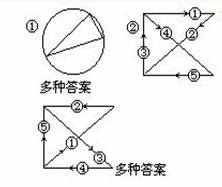 ①
多种答案
① ② ④ ② ③ ⑤
② ⑤ ① ③ ④
多种答案